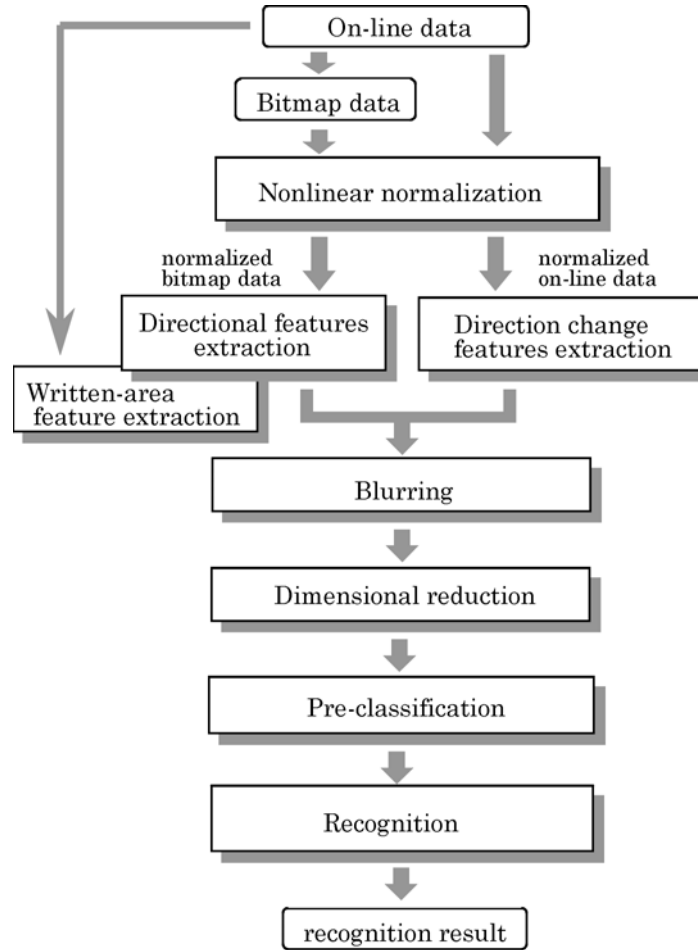 On-line data
Bitmap data
Nonlinear normalization
normalized
bitmap data
normalized
on-line data
Directional features
extraction
Direction change
features extraction
Written-area
feature extraction
Blurring
Dimensional reduction
Pre-classification
Recognition
recognition result